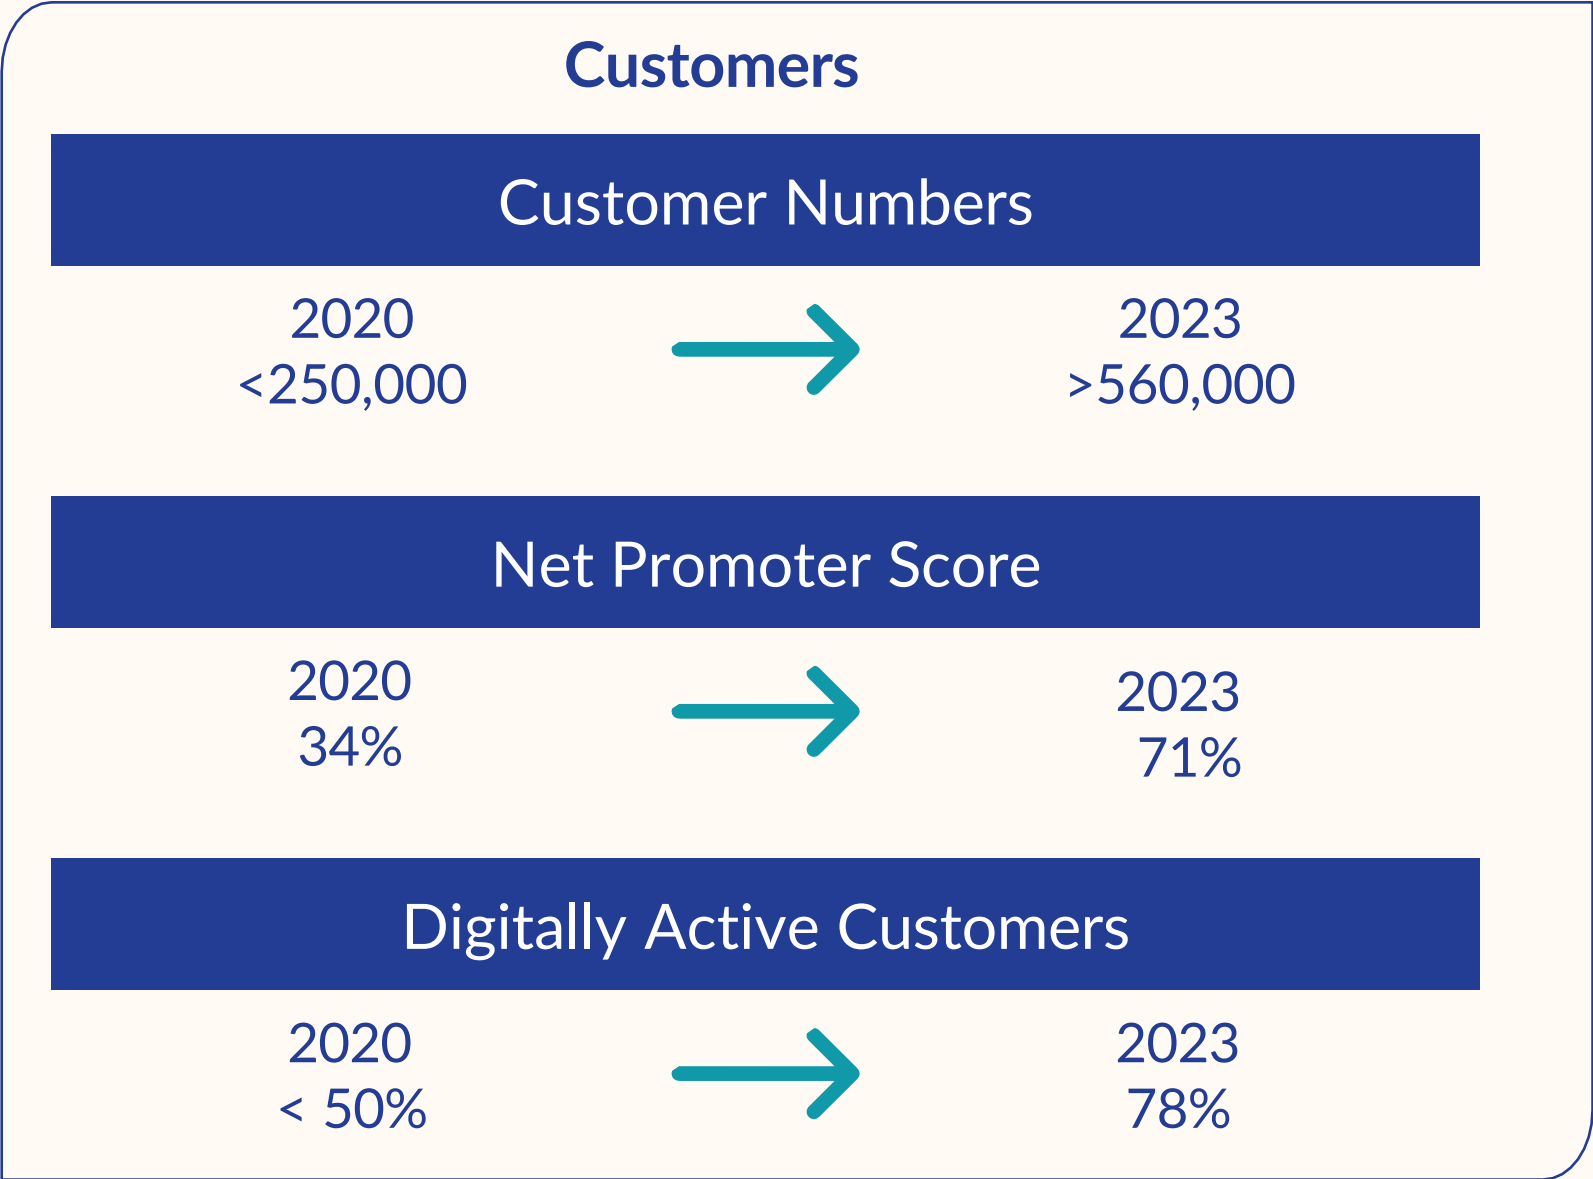 Customers
Customer Numbers
2020 2023
<250,000 >560,000
Net Promoter Score
2020 2023
34% 71%
Digitally Active Customers
2020 2023
< 50% 78%